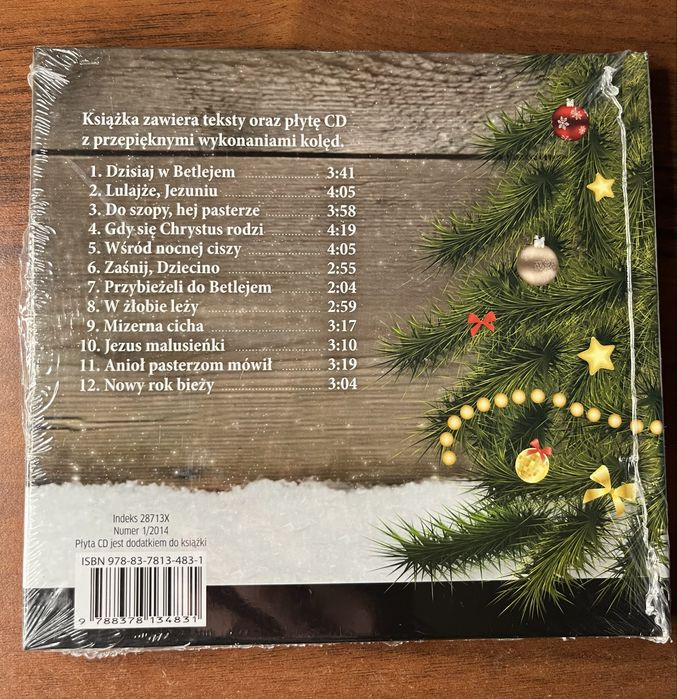 Książka zawiera teksty oraz płytę CD
z przepięknymi wykonaniami kolęd.
1. Dzisiaj w Betlejem 3:41
2. Lulajże, Jezuniu 4:05
3. Do szopy, hej pasterze 3:58
4. Gdy się Chrystus rodzi 4:19
5. Wśród nocnej ciszy 4:05
6. Zaśnij, Dziecino 2:55
7. Przybieżeli do Betlejem 2:04
8. W żłobie leży 2:59
9. Mizerna cicha 3:17
10. Jezus malusieńki 3:10
11. Anioł pasterzom mówił 3:19
12. Nowy rok bieży 3:04
Indeks 28713X
Numer 1/2014
Płyta CD jest dodatkiem do książki
ISBN 978-83-7813-483-1
9 788378 134831